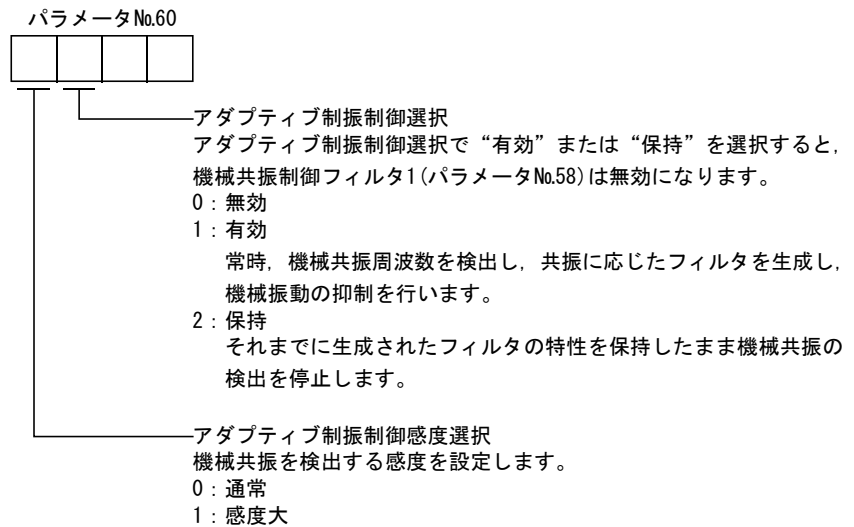 パラメータ№60
アダプティブ制振制御選択
アダプティブ制振制御選択で“有効”または“保持”を選択すると,
機械共振制御フィルタ1(パラメータ№58)は無効になります。
0：無効
1：有効
常時, 機械共振周波数を検出し, 共振に応じたフィルタを生成し,
機械振動の抑制を行います。
2：保持
それまでに生成されたフィルタの特性を保持したまま機械共振の
検出を停止します。
アダプティブ制振制御感度選択
機械共振を検出する感度を設定します。
0：通常
1：感度大